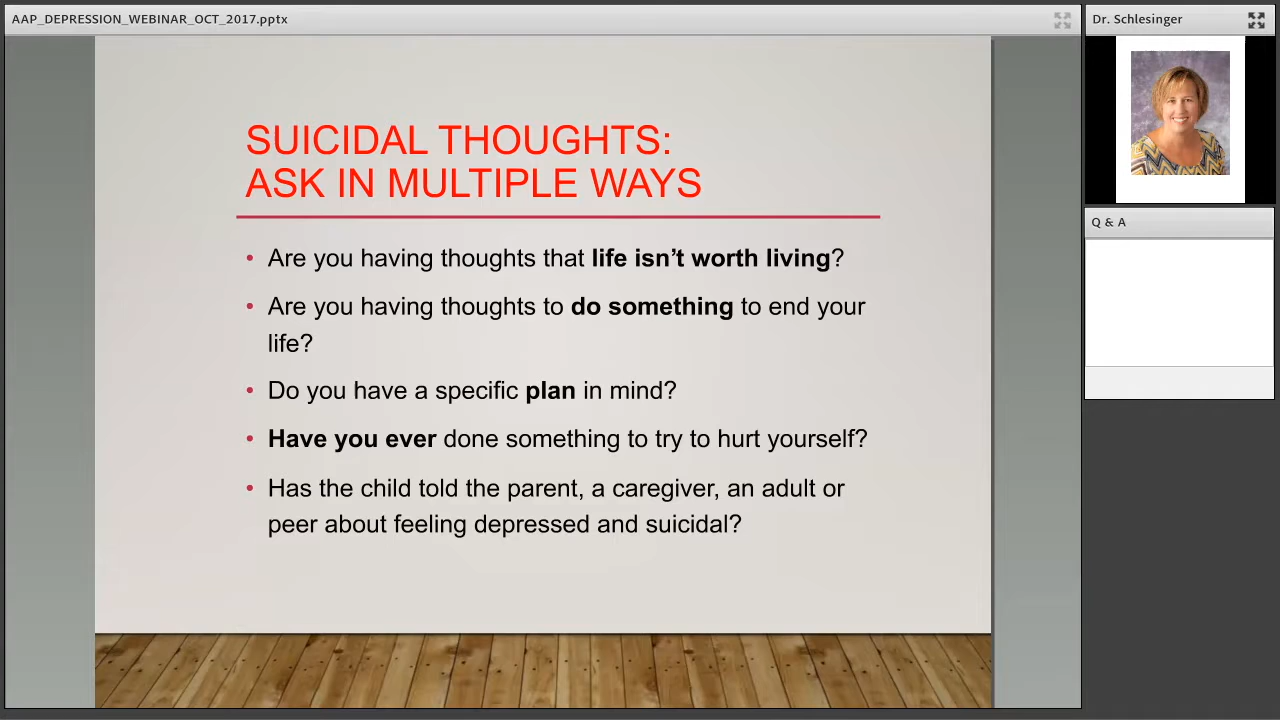 AAP_DEPRESSION_WEBINAR_OCT_2017.pptx
Dr. Schlesinger
Q & A
SUICIDAL THOUGHTS:
ASK IN MULTIPLE WAYS
• Are you having thoughts that life isn’t worth living?
• Are you having thoughts to do something to end your
life?
• Do you have a specific plan in mind?
• Have you ever done something to try to hurt yourself?
• Has the child told the parent, a caregiver, an adult or
peer about feeling depressed and suicidal?